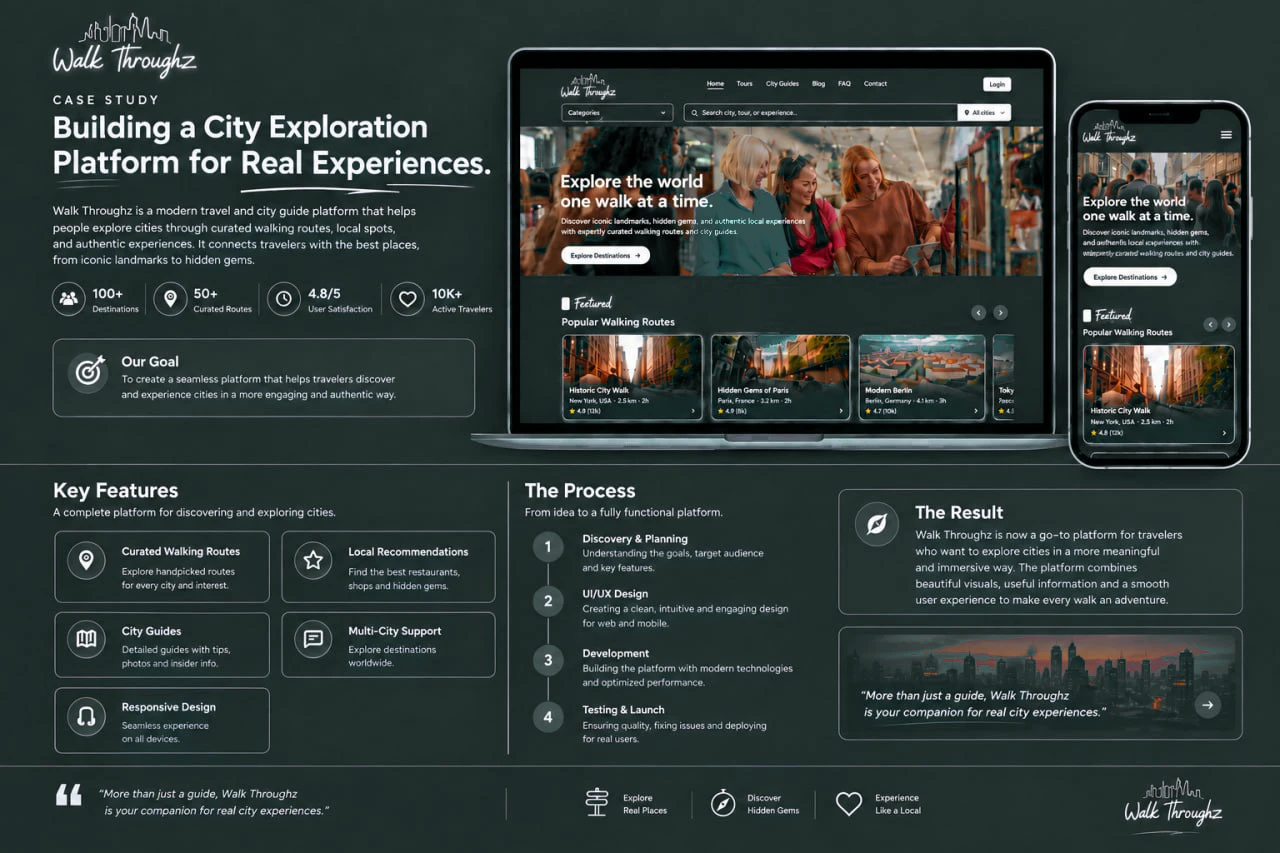 Walk Throughz
CASE STUDY
Building a City Exploration
Platform for Real Experiences.
Walk Throughz is a modern travel and city guide platform that helps
people explore cities through curated walking routes, local spots,
and authentic experiences. It connects travelers with the best places,
from iconic landmarks to hidden gems.
100+
Destinations
50+
Curated Routes
4.8/5
User Satisfaction
10K+
Active Travelers
Our Goal
To create a seamless platform that helps travelers discover
and experience cities in a more engaging and authentic way.
Walk Throughz
Home Tours City Guides Blog FAQ Contact
Login
Categories
Search city, tour, or experience...
All cities
Explore the world
one walk at a time.
Discover iconic landmarks, hidden gems, and authentic local experiences
with expertly curated walking routes and city guides.
Explore Destinations →
Featured
Popular Walking Routes
Historic City Walk
New York, USA · 2.5 km · 2h
4.9 (12k)
Hidden Gems of Paris
Paris, France · 3.2 km · 2h
4.9 (8k)
Modern Berlin
Berlin, Germany · 4.1 km · 3h
4.7 (10k)
Toky
4.5
Walk Throughz
Explore the world
one walk at a time.
Discover iconic landmarks, hidden gems,
and authentic local experiences with
curated walking routes and city guides.
Explore Destinations →
Featured
Popular Walking Routes
Historic City Walk
New York, USA · 2.5 km · 2h
4.8 (12k)
Key Features
A complete platform for discovering and exploring cities.
Curated Walking Routes
Explore handpicked routes
for every city and interest.
Local Recommendations
Find the best restaurants,
shops and hidden gems.
City Guides
Detailed guides with tips,
photos and insider info.
Multi-City Support
Explore destinations
worldwide.
Responsive Design
Seamless experience
on all devices.
The Process
From idea to a fully functional platform.
1
Discovery & Planning
Understanding the goals, target audience
and key features.
2
UI/UX Design
Creating a clean, intuitive and engaging design
for web and mobile.
3
Development
Building the platform with modern technologies
and optimized performance.
4
Testing & Launch
Ensuring quality, fixing issues and deploying
for real users.
The Result
Walk Throughz is now a go-to platform for travelers
who want to explore cities in a more meaningful
and immersive way. The platform combines
beautiful visuals, useful information and a smooth
user experience to make every walk an adventure.
"More than just a guide, Walk Throughz
is your companion for real city experiences."
"More than just a guide, Walk Throughz
is your companion for real city experiences."
Explore
Real Places
Discover
Hidden Gems
Experience
Like a Local
Walk Throughz